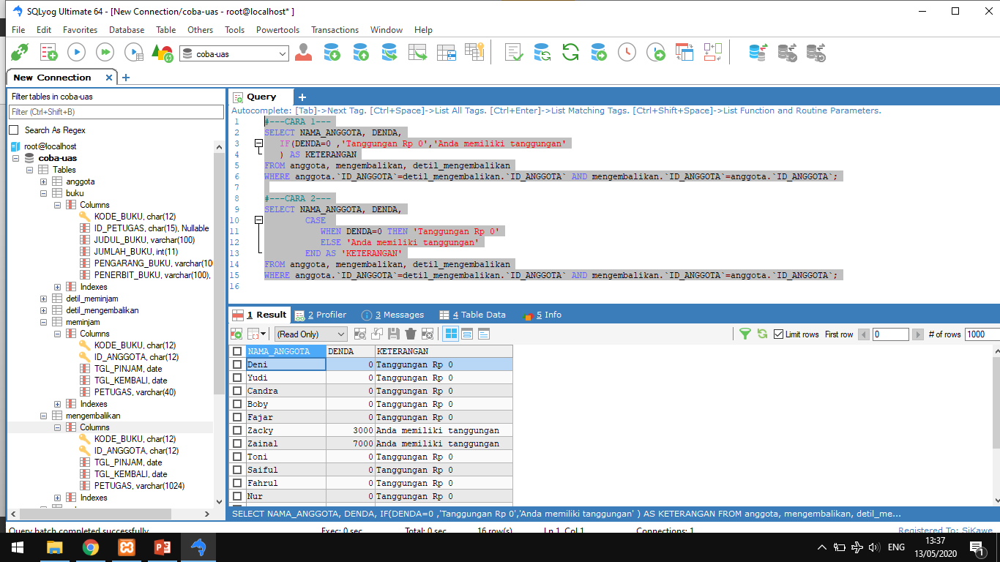 SQLyog Ultimate 64 - [New Connection/coba-uas - root@localhost* ]
File Edit Favorites Database Table Others Tools Powertools Transactions Window Help
coba-uas
New Connection
Filter tables in coba-uas
Filter (Ctrl+Shift+B)
Search As Regex
root@localhost
coba-uas
Tables
anggota
buku
Columns
KODE_BUKU, char(12)
ID_PETUGAS, char(15), Nullable
JUDUL_BUKU, varchar(100)
JUMLAH_BUKU, int(11)
PENGARANG_BUKU, varchar(100
PENERBIT_BUKU, varchar(100),
Indexes
detil_meminjam
detil_mengembalikan
meminjam
Columns
KODE_BUKU, char(12)
ID_ANGGOTA, char(12)
TGL_PINJAM, date
TGL_KEMBALI, date
PETUGAS, varchar(40)
Indexes
mengembalikan
Columns
KODE_BUKU, char(12)
ID_ANGGOTA, char(12)
TGL_PINJAM, date
TGL_KEMBALI, date
PETUGAS, varchar(1024)
Indexes
Query
Autocomplete: [Tab]->Next Tag. [Ctrl+Space]->List All Tags. [Ctrl+Enter]->List Matching Tags. [Ctrl+Shift+Space]->List Function and Routine Parameters.
1 #---CARA 1---
2 SELECT NAMA_ANGGOTA, DENDA,
3 IF(DENDA=0 ,'Tanggungan Rp 0','Anda memiliki tanggungan'
4 ) AS KETERANGAN
5 FROM anggota, mengembalikan, detil_mengembalikan
6 WHERE anggota.`ID_ANGGOTA`=detil_mengembalikan.`ID_ANGGOTA` AND mengembalikan.`ID_ANGGOTA`=anggota.`ID_ANGGOTA`;
7
8 #---CARA 2---
9 SELECT NAMA_ANGGOTA, DENDA,
10 CASE
11 WHEN DENDA=0 THEN 'Tanggungan Rp 0'
12 ELSE 'Anda memiliki tanggungan'
13 END AS 'KETERANGAN'
14 FROM anggota, mengembalikan, detil_mengembalikan
15 WHERE anggota.`ID_ANGGOTA`=detil_mengembalikan.`ID_ANGGOTA` AND mengembalikan.`ID_ANGGOTA`=anggota.`ID_ANGGOTA`;
16
1 Result 2 Profiler 3 Messages 4 Table Data 5 Info
(Read Only) Limit rows First row 0 # of rows 1000
NAMA_ANGGOTA DENDA KETERANGAN
Deni 0 Tanggungan Rp 0
Yudi 0 Tanggungan Rp 0
Candra 0 Tanggungan Rp 0
Boby 0 Tanggungan Rp 0
Fajar 0 Tanggungan Rp 0
Zacky 3000 Anda memiliki tanggungan
Zainal 7000 Anda memiliki tanggungan
Toni 0 Tanggungan Rp 0
Saiful 0 Tanggungan Rp 0
Fahrul 0 Tanggungan Rp 0
Nur 0 Tanggungan Rp 0
SELECT NAMA_ANGGOTA, DENDA, IF(DENDA=0 ,'Tanggungan Rp 0','Anda memiliki tanggungan' ) AS KETERANGAN FROM anggota, mengembalikan, detil_me...
Query batch completed successfully Exec: 0 sec Total: 0 sec 16 row(s) Ln 1, Col 1 Connections: 1 Registered To: SiKawe
ENG
13:37
13/05/2020
1